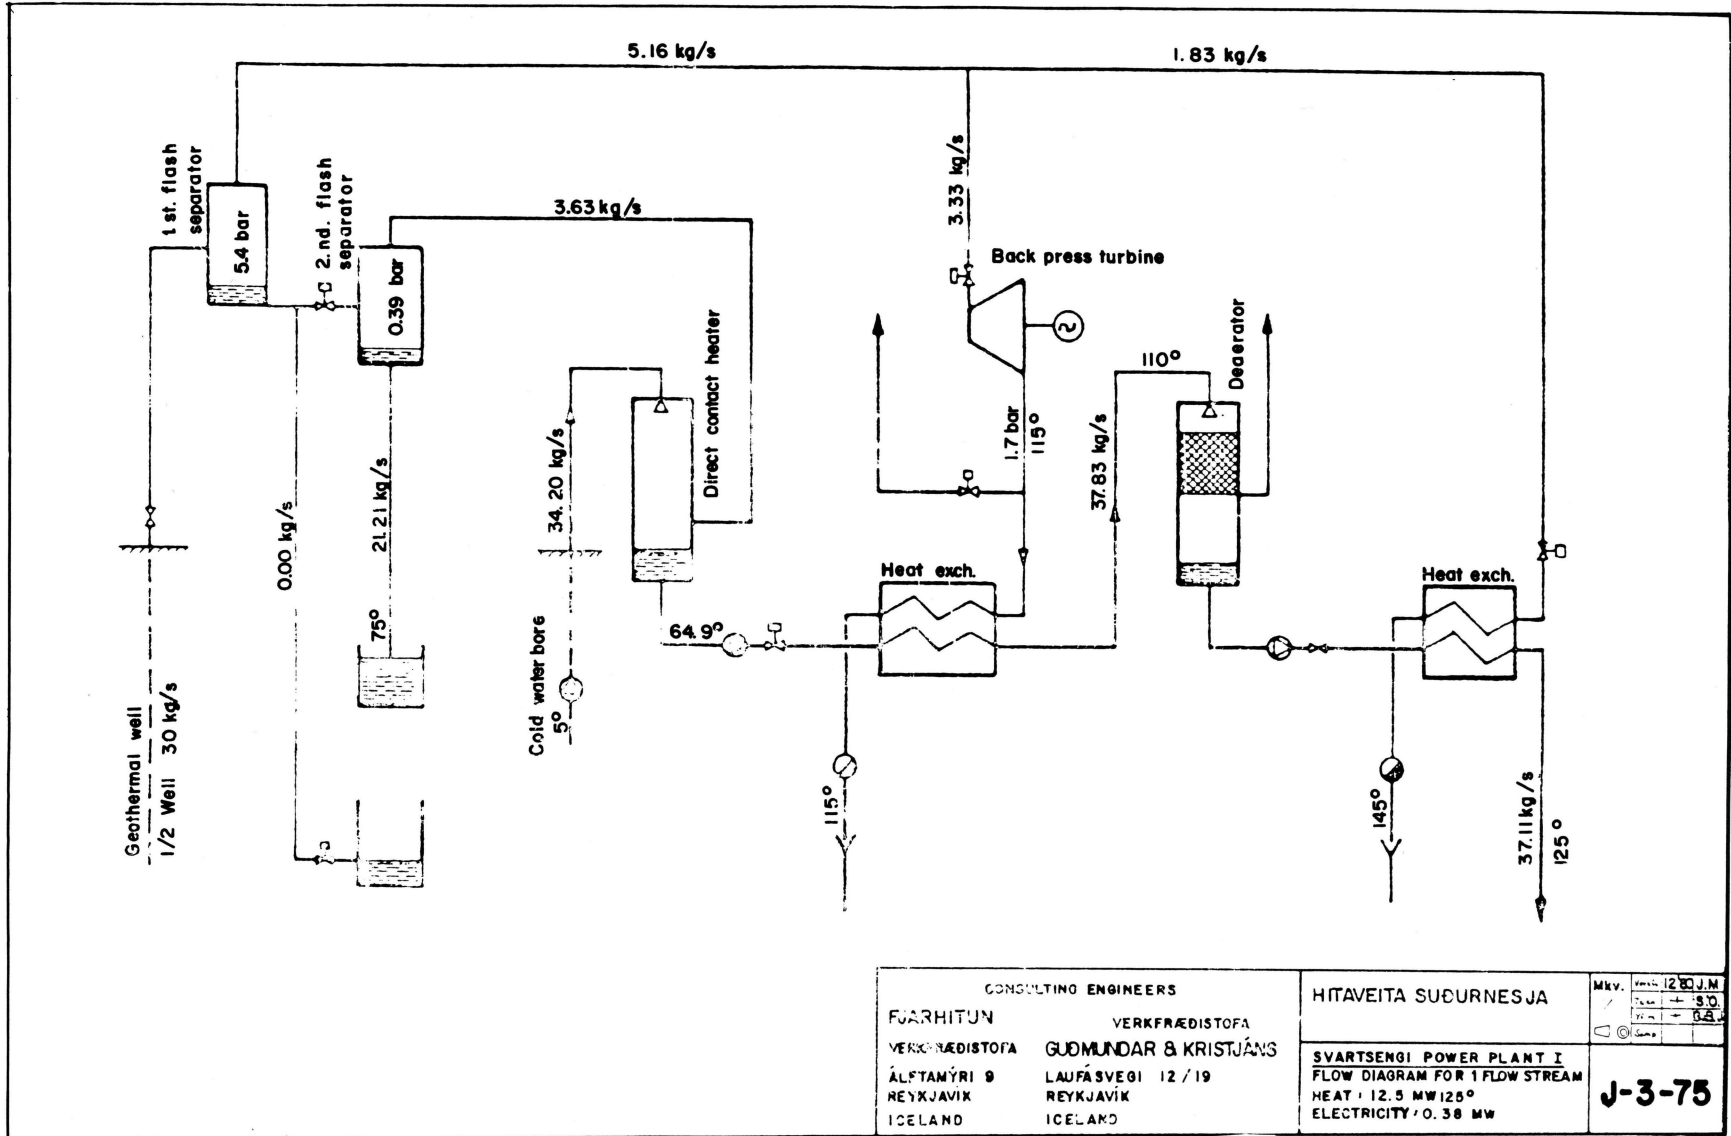 5.16 kg/s
1.83 kg/s
1.st. flash
separator
5.4 bar
2.nd. flash
separator
0.39 bar
3.63 kg/s
3.33 kg/s
Back press turbine
1.7 bar
115°
Direct contact heater
34.20 kg/s
110°
Deaerator
37.83 kg/s
0.00 kg/s
21.21 kg/s
75°
Heat exch.
Heat exch.
64.9°
Cold water bore
5°
Geothermal well
1/2 Well 30 kg/s
115°
145°
37.11 kg/s
125°
CONSULTING ENGINEERS
FJARHITUN
VERKFRÆDISTOFA
ÁLFTAMÝRI 9
REYKJAVÍK
ICELAND
VERKFRÆDISTOFA
GUÐMUNDAR & KRISTJÁNS
LAUFÁSVEGI 12/19
REYKJAVÍK
ICELAND
HITAVEITA SUÐURNESJA
SVARTSENGI POWER PLANT I
FLOW DIAGRAM FOR 1 FLOW STREAM
HEAT: 12.5 MW 125°
ELECTRICITY: 0.38 MW
Mkv.
12'80 J.M
S.O.
J-3-75